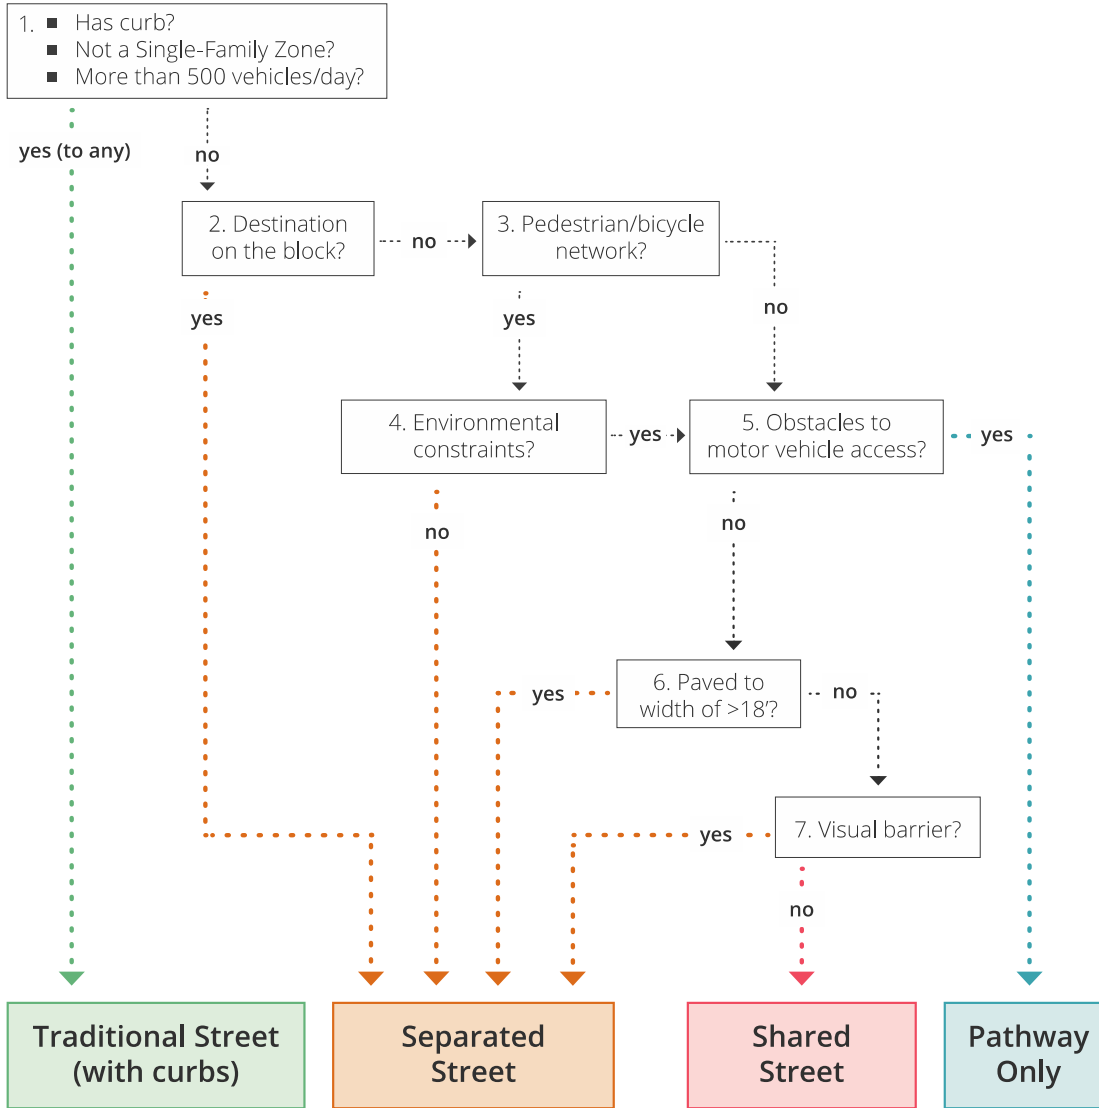 1. ■ Has curb?
■ Not a Single-Family Zone?
■ More than 500 vehicles/day?
yes (to any)
no
2. Destination
on the block?
no
3. Pedestrian/bicycle
network?
yes
yes
no
4. Environmental
constraints?
yes
5. Obstacles to
motor vehicle access?
yes
no
no
6. Paved to
width of >18'?
yes
no
7. Visual barrier?
yes
no
Traditional Street
(with curbs)
Separated
Street
Shared
Street
Pathway
Only